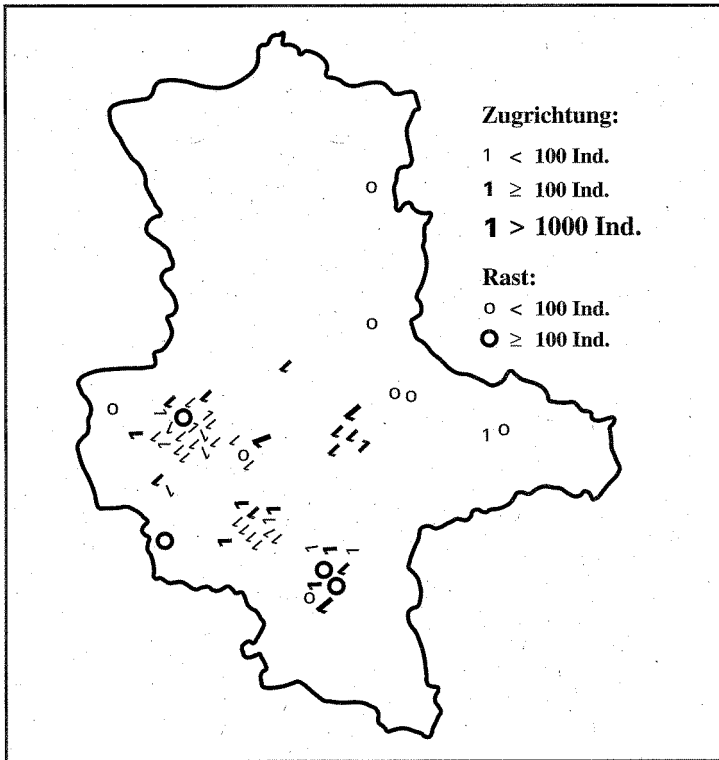 Zugrichtung:
1 < 100 Ind.
1 ≥ 100 Ind.
1 > 1000 Ind.
Rast:
o < 100 Ind.
O ≥ 100 Ind.